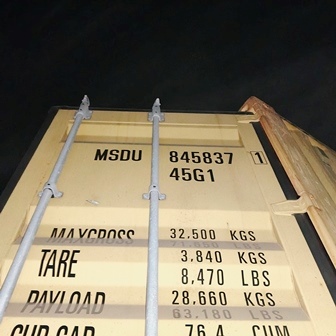 MSDU 845837 1
45G1
MAXGROSS 32.500 KGS
TARE 3,840 KGS
8,470 LBS
PAYLOAD 28,660 KGS
63,180 LBS
CUB.CAP. 76.4 CUM